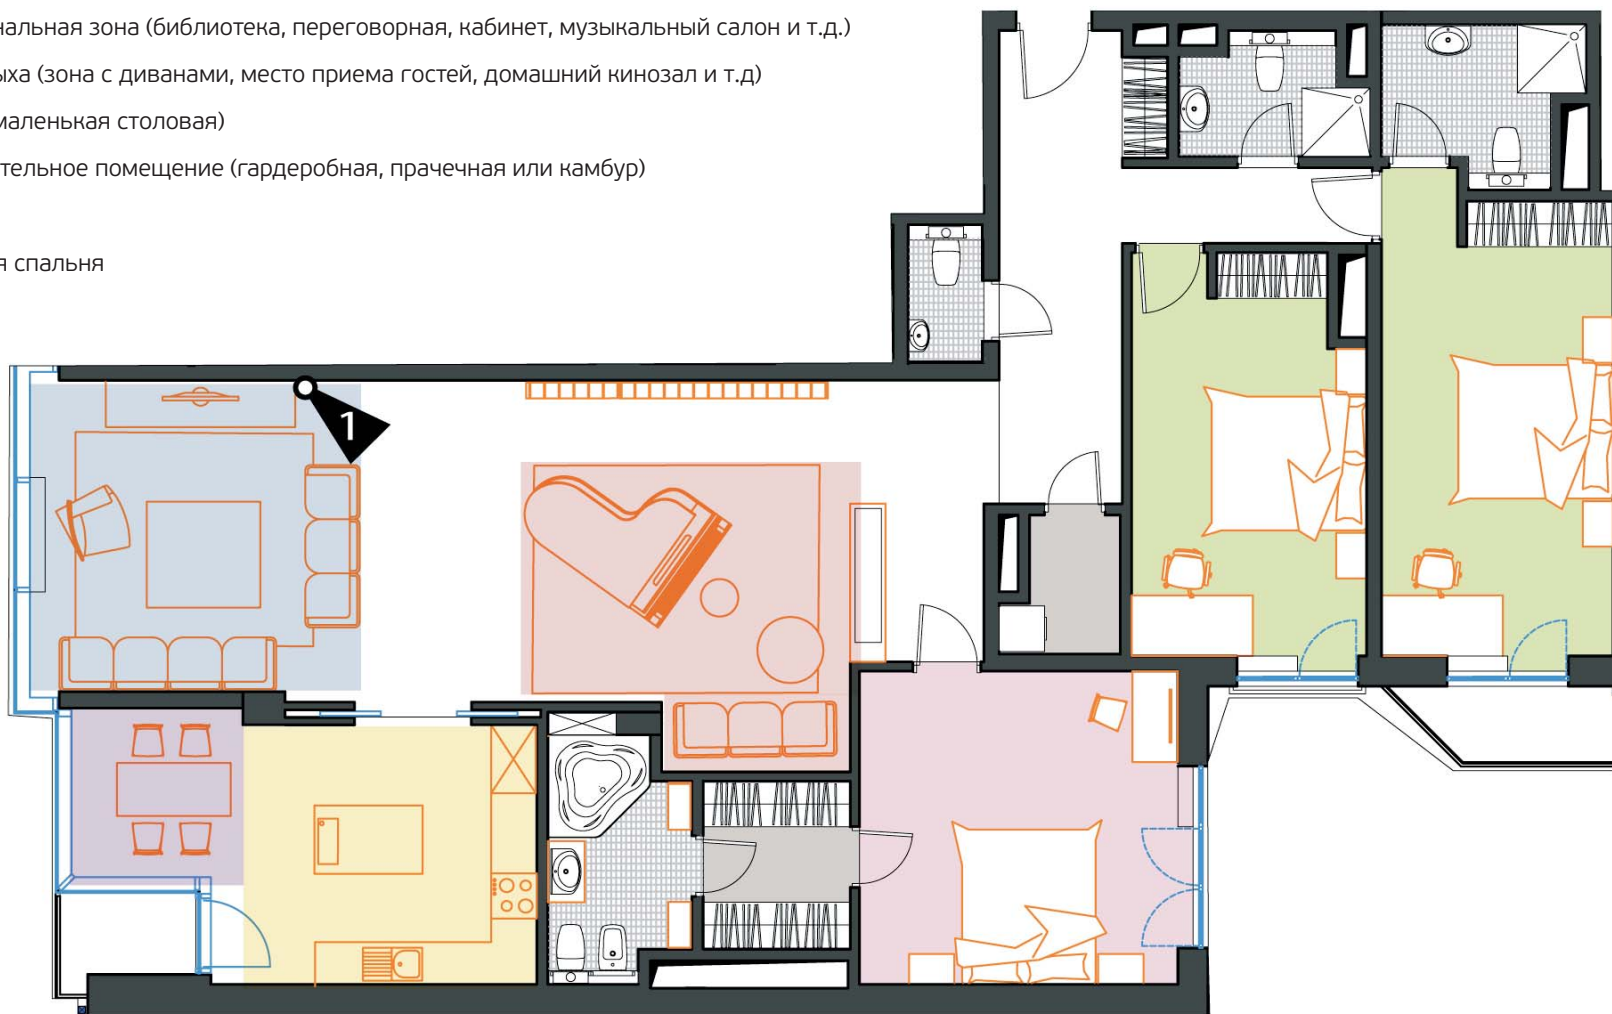 нальная зона (библиотека, переговорная, кабинет, музыкальный салон и т.д.)
ыха (зона с диванами, место приема гостей, домашний кинозал и т.д)
маленькая столовая)
тельное помещение (гардеробная, прачечная или камбур)
я спальня
1